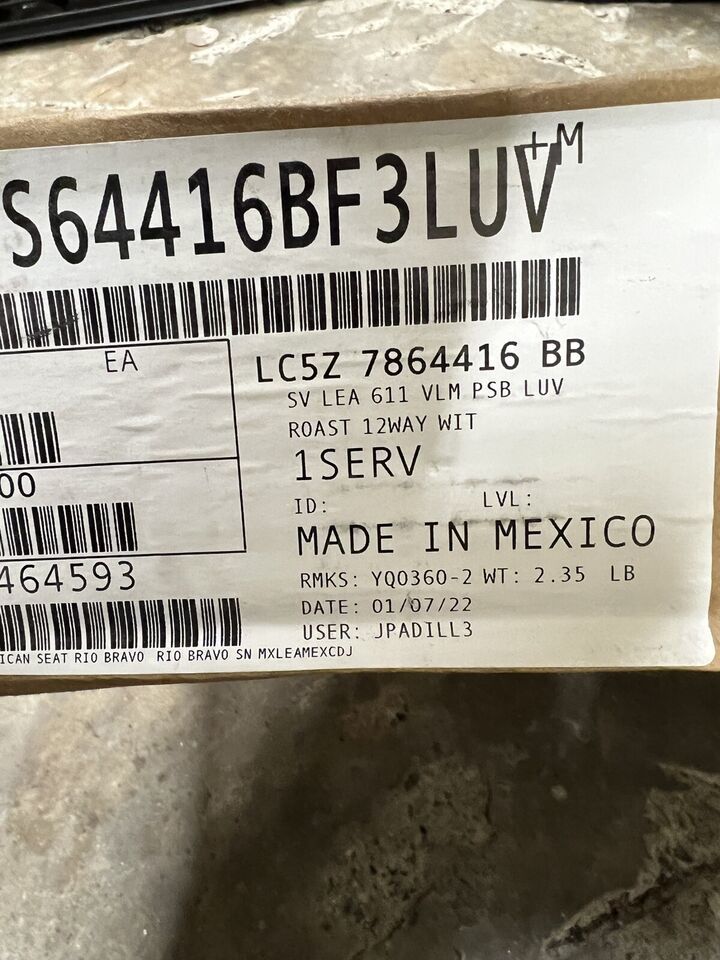 S64416BF3LUV+M
EA
LC5Z 7864416 BB
SV LEA 611 VLM PSB LUV
ROAST 12WAY WIT
1SERV
00
ID: LVL:
MADE IN MEXICO
464593
RMKS: YQ0360-2 WT: 2.35 LB
DATE: 01/07/22
USER: JPADILL3
ICAN SEAT RIO BRAVO RIO BRAVO SN MXLEAMEXCDJ